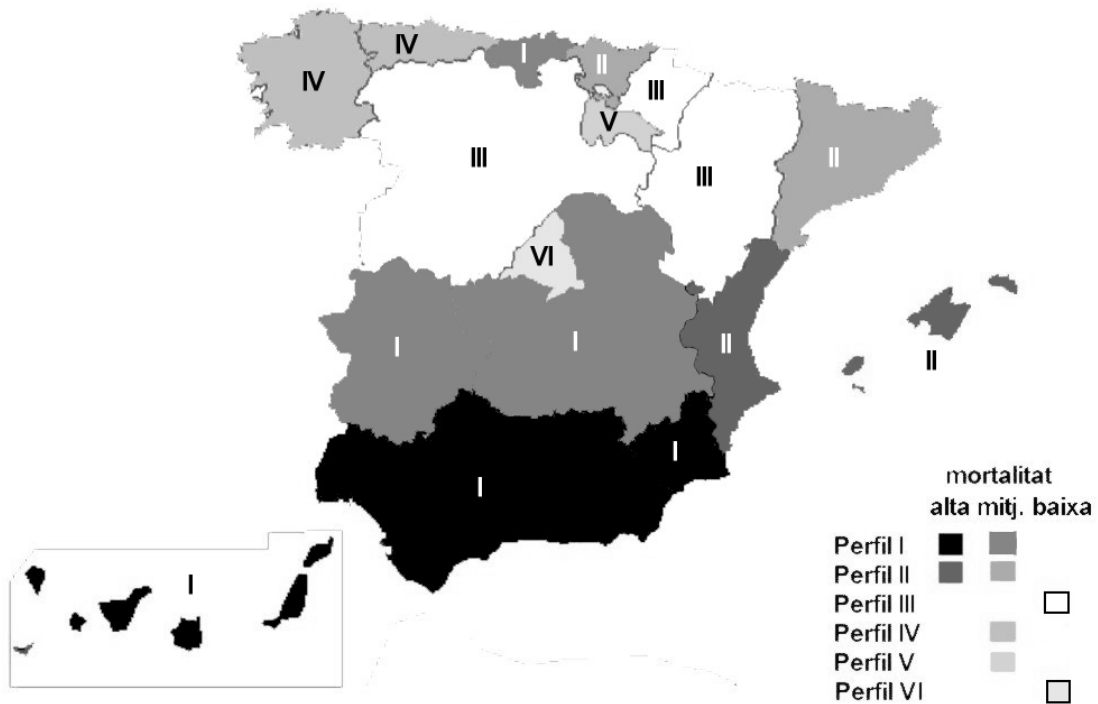 IV
IV
I
II
III
V
III
III
II
VI
I
I
II
II
I
I
I
mortalitat
alta mitj. baixa
Perfil I
Perfil II
Perfil III
Perfil IV
Perfil V
Perfil VI